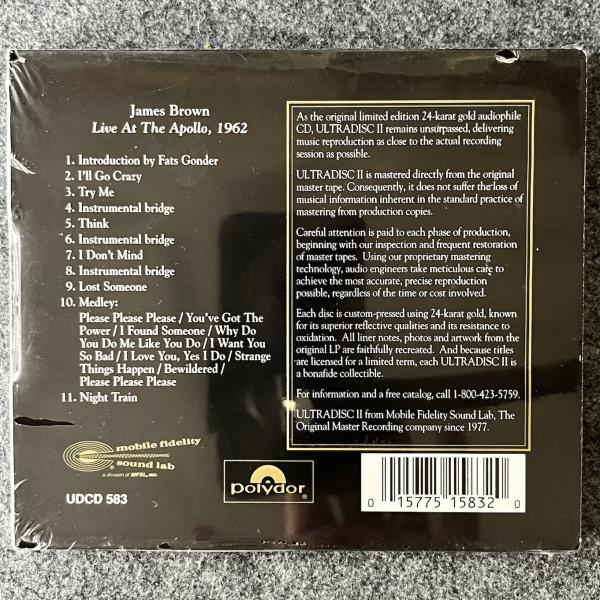 James Brown
Live At The Apollo, 1962
1. Introduction by Fats Gonder
2. I'll Go Crazy
3. Try Me
4. Instrumental bridge
5. Think
6. Instrumental bridge
7. I Don't Mind
8. Instrumental bridge
9. Lost Someone
10. Medley:
Please Please Please / You've Got The
Power / I Found Someone / Why Do
You Do Me Like You Do / I Want You
So Bad / I Love You, Yes I Do / Strange
Things Happen / Bewildered /
Please Please Please
11. Night Train
mobile fidelity
sound lab
a division of MFSL, INC.
UDCD 583
polydor
®
As the original limited edition 24-karat gold audiophile
CD, ULTRADISC II remains unsurpassed, delivering
music reproduction as close to the actual recording
session as possible.
ULTRADISC II is mastered directly from the original
master tape. Consequently, it does not suffer the loss of
musical information inherent in the standard practice of
mastering from production copies.
Careful attention is paid to each phase of production,
beginning with our inspection and frequent restoration
of master tapes. Using our proprietary mastering
technology, audio engineers take meticulous care to
achieve the most accurate, precise reproduction
possible, regardless of the time or cost involved.
Each disc is custom-pressed using 24-karat gold, known
for its superior reflective qualities and its resistance to
oxidation. All liner notes, photos and artwork from the
original LP are faithfully recreated. And because titles
are licensed for a limited term, each ULTRADISC II is
a bonafide collectible.
For information and a free catalog, call 1-800-423-5759.
ULTRADISC II from Mobile Fidelity Sound Lab, The
Original Master Recording company since 1977.
0 15775 15832 0